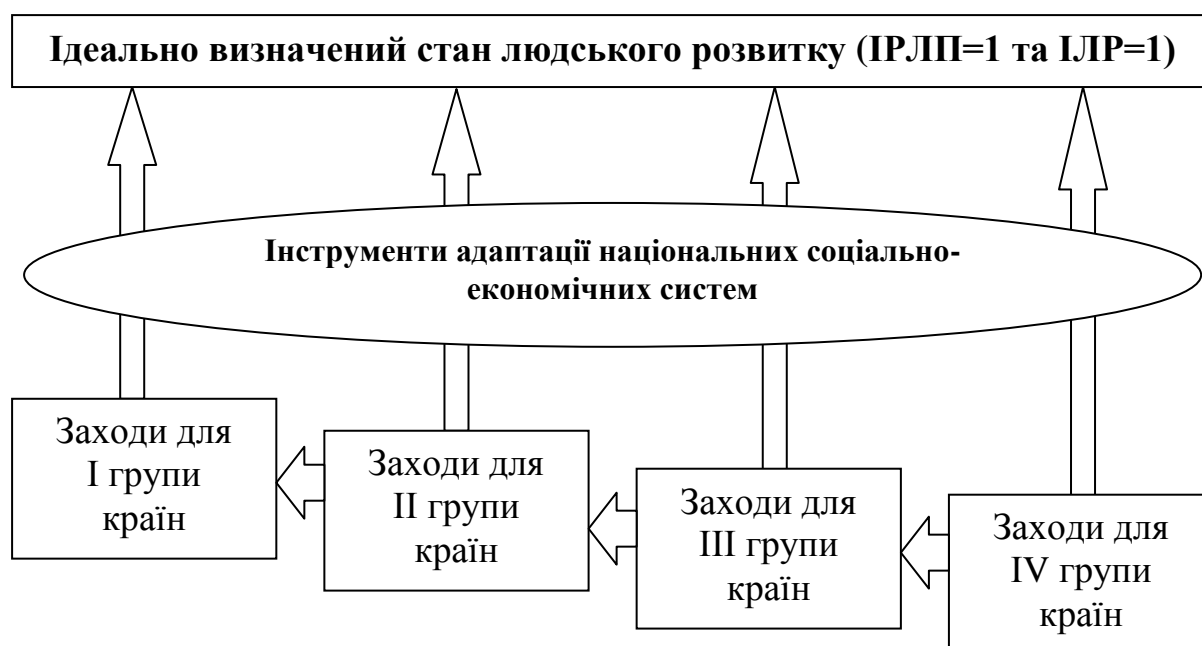 Ідеально визначений стан людського розвитку (ІРЛП=1 та ІЛР=1)
Інструменти адаптації національних соціально-
економічних систем
Заходи для
І групи
країн
Заходи для
ІІ групи
країн
Заходи для
ІІІ групи
країн
Заходи для
IV групи
країн